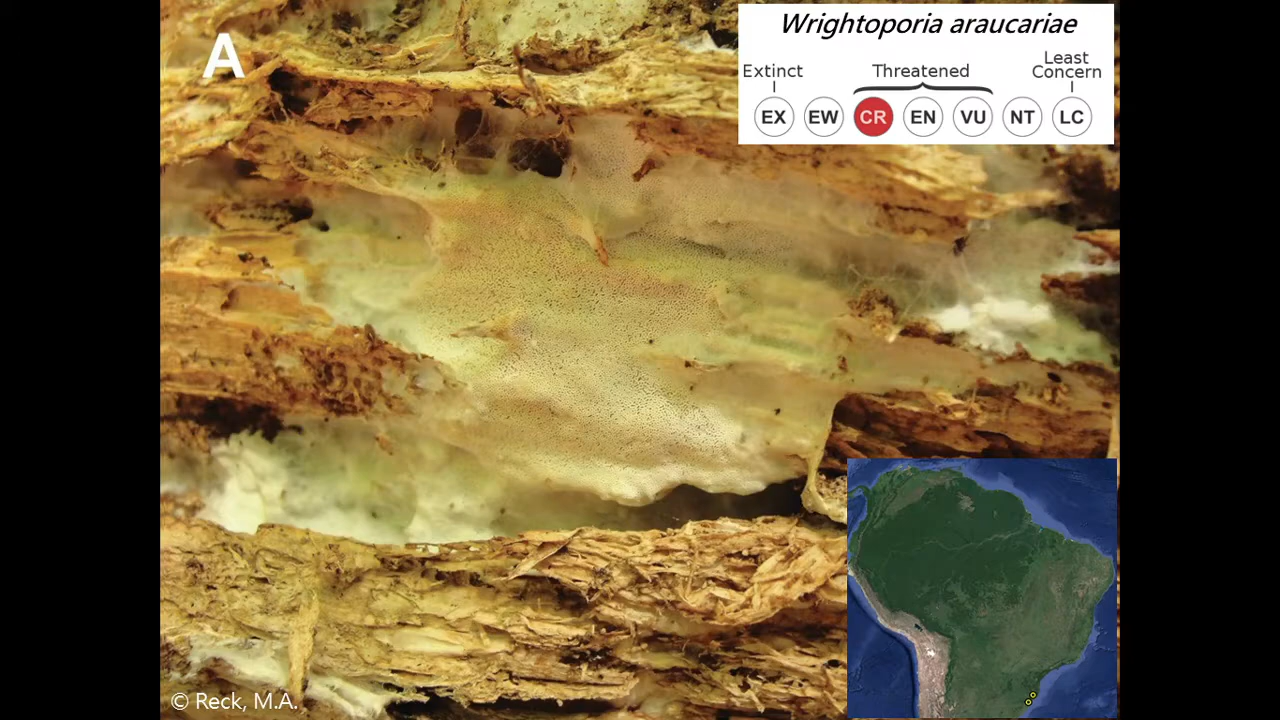 A
Wrightoporia araucariae
Extinct
Threatened
Least
Concern
EX EW CR EN VU NT LC
© Reck, M.A.